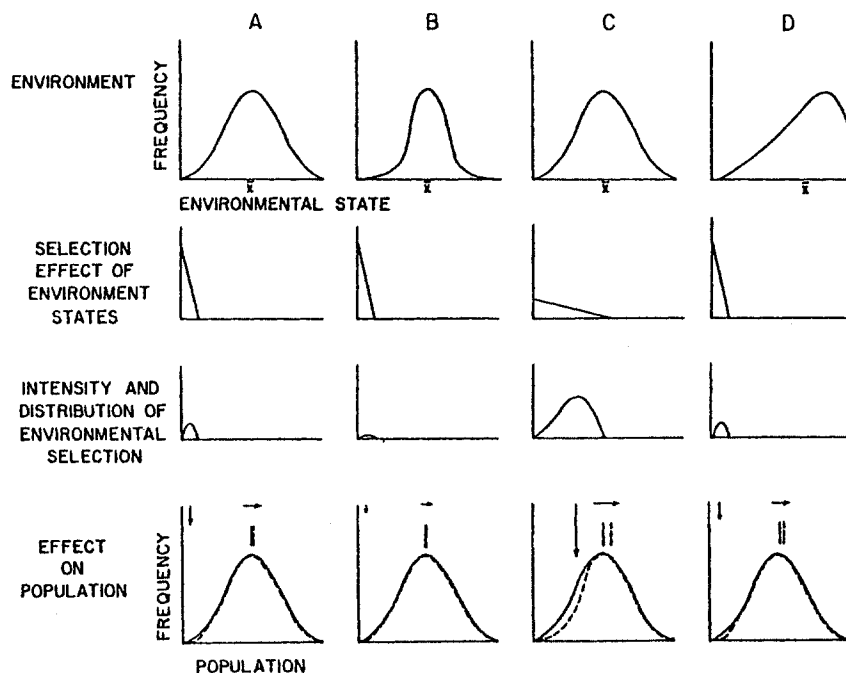 A B C D
ENVIRONMENT
FREQUENCY
x̄ x̄ x̄ x̄
ENVIRONMENTAL STATE
SELECTION
EFFECT OF
ENVIRONMENT
STATES
INTENSITY AND
DISTRIBUTION OF
ENVIRONMENTAL
SELECTION
EFFECT
ON
POPULATION
FREQUENCY
POPULATION